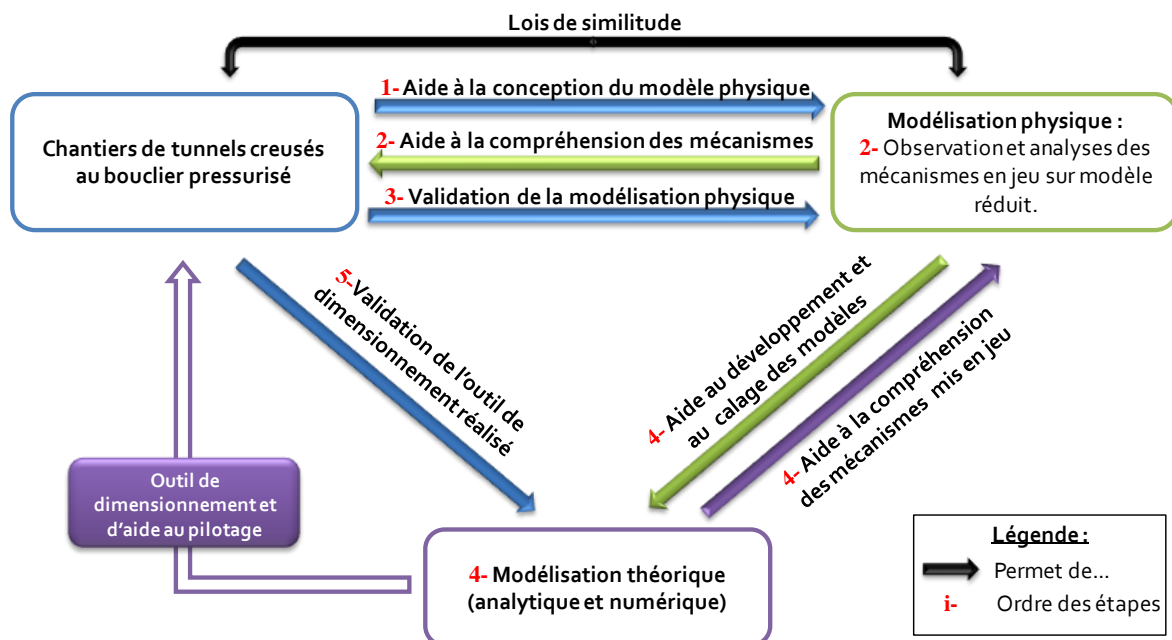 Lois de similitude
1- Aide à la conception du modèle physique
2- Aide à la compréhension des mécanismes
3- Validation de la modélisation physique
Chantiers de tunnels creusés
au bouclier pressurisé
Modélisation physique :
2- Observation et analyses des
mécanismes en jeu sur modèle
réduit.
5-Validation de l'outil de
dimensionnement
réalisé
4- Aide au développement et
au calage des modèles
4- Aide à la compréhension
des mécanismes mis en jeu
Outil de
dimensionnement et
d'aide au pilotage
4- Modélisation théorique
(analytique et numérique)
Légende :
Permet de...
i- Ordre des étapes